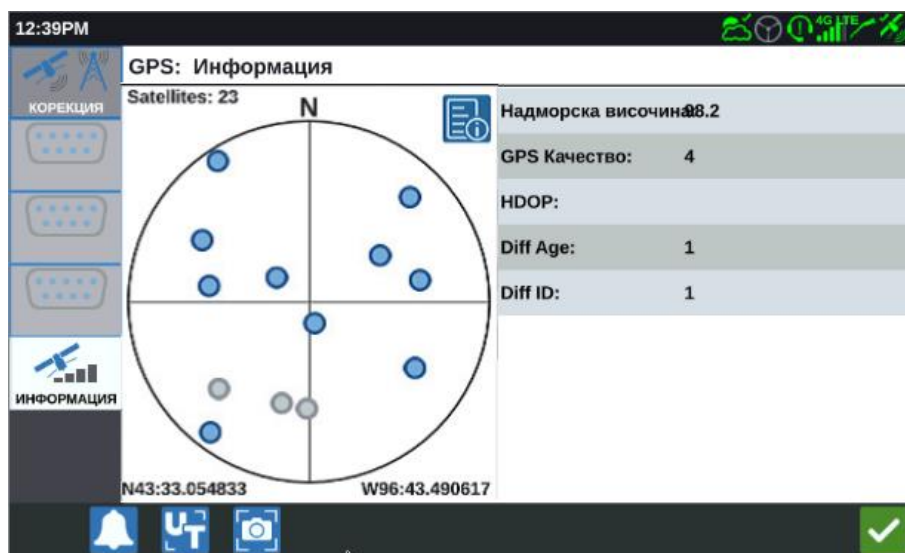 12:39PM
4G LTE
GPS: Информация
КОРЕКЦИЯ
Satellites: 23
N
Надморска височина:
98.2
GPS Качество: 4
HDOP:
Diff Age: 1
Diff ID: 1
ИНФОРМАЦИЯ
N43:33.054833 W96:43.490617
UT